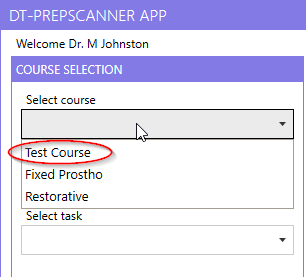 DT-PREPSCANNER APP
Welcome Dr. M Johnston
COURSE SELECTION
Select course
Test Course
Fixed Prostho
Restorative
Select task